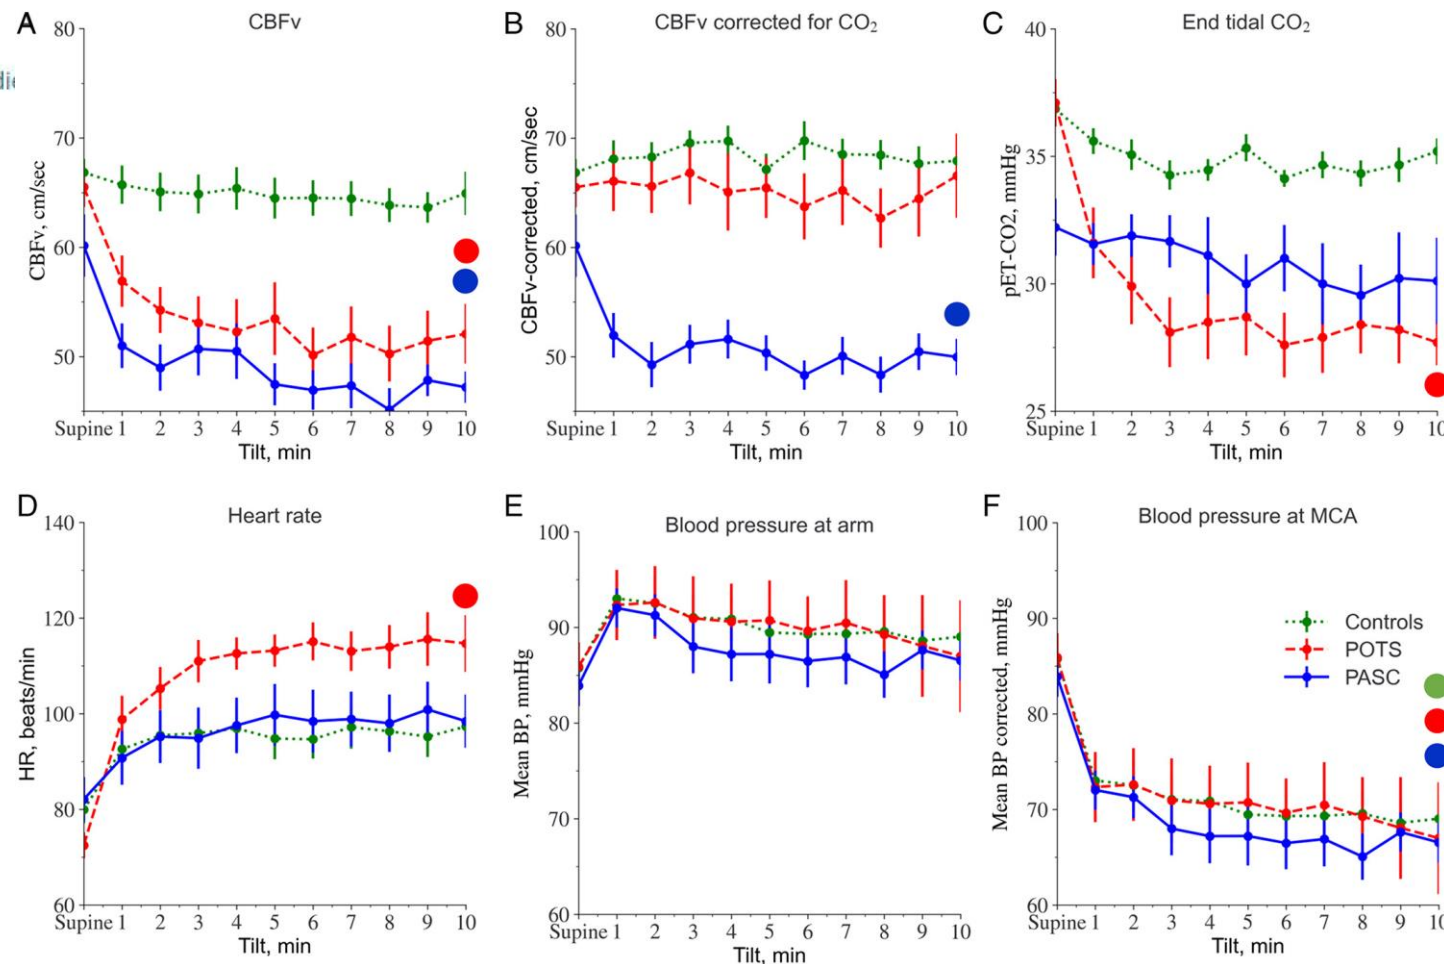 A
CBFv
80
70
60
50
CBFv, cm/sec
Supine 1 2 3 4 5 6 7 8 9 10
Tilt, min
B
CBFv corrected for CO₂
80
70
60
50
CBFv-corrected, cm/sec
Supine 1 2 3 4 5 6 7 8 9 10
Tilt, min
C
End tidal CO₂
40
35
30
25
pET-CO2, mmHg
Supine 1 2 3 4 5 6 7 8 9 10
Tilt, min
D
Heart rate
140
120
100
80
60
HR, beats/min
Supine 1 2 3 4 5 6 7 8 9 10
Tilt, min
E
Blood pressure at arm
100
90
80
70
60
Mean BP, mmHg
Supine 1 2 3 4 5 6 7 8 9 10
Tilt, min
F
Blood pressure at MCA
100
90
80
70
60
Mean BP corrected, mmHg
Controls
POTS
PASC
Supine 1 2 3 4 5 6 7 8 9 10
Tilt, min